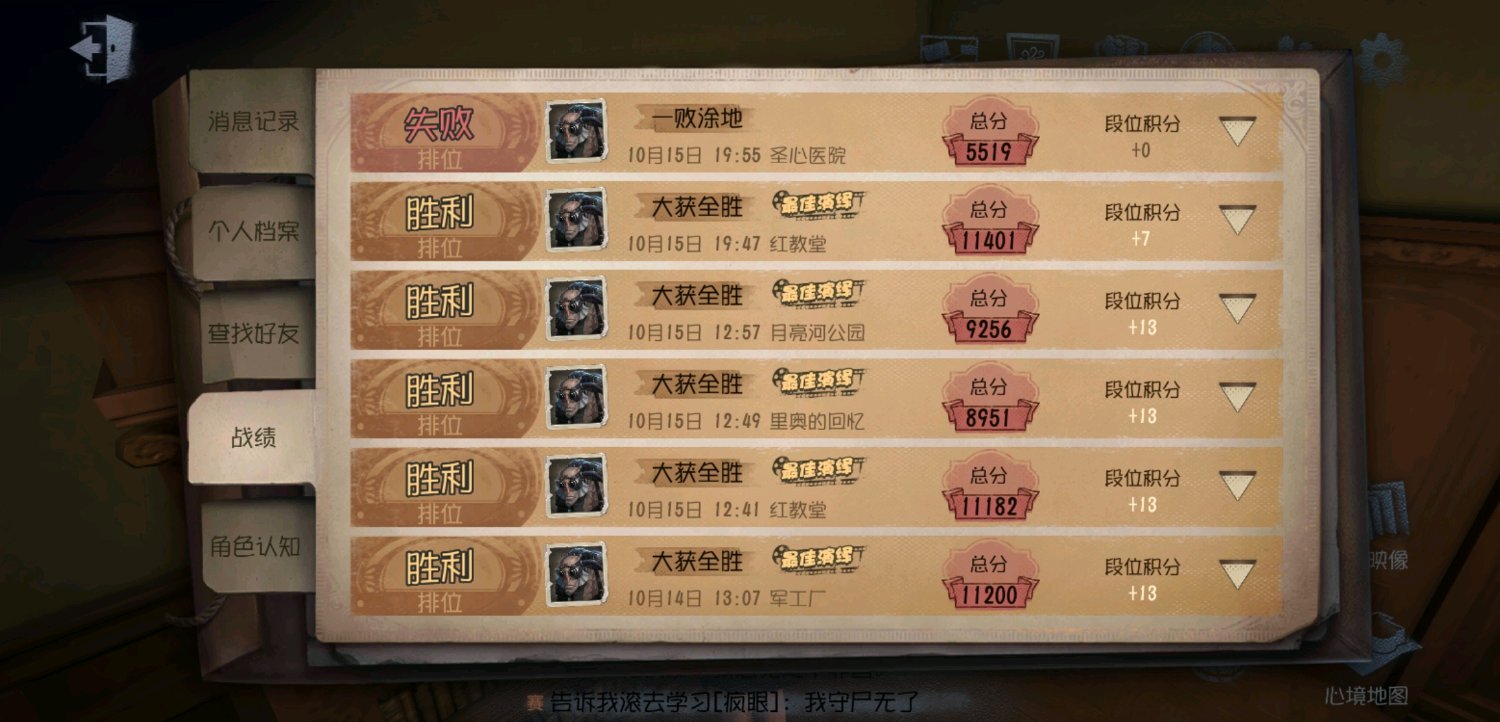 消息记录
个人档案
查找好友
战绩
角色认知
失败
排位
一败涂地
10月15日 19:55 圣心医院
总分
5519
段位积分
+0
胜利
排位
大获全胜
最佳演绎
10月15日 19:47 红教堂
总分
11401
段位积分
+7
胜利
排位
大获全胜
最佳演绎
10月15日 12:57 月亮河公园
总分
9256
段位积分
+13
胜利
排位
大获全胜
最佳演绎
10月15日 12:49 里奥的回忆
总分
8951
段位积分
+13
胜利
排位
大获全胜
最佳演绎
10月15日 12:41 红教堂
总分
11182
段位积分
+13
胜利
排位
大获全胜
最佳演绎
10月14日 13:07 军工厂
总分
11200
段位积分
+13
映像
心境地图
赛 告诉我滚去学习[疯眼]：我守尸无了